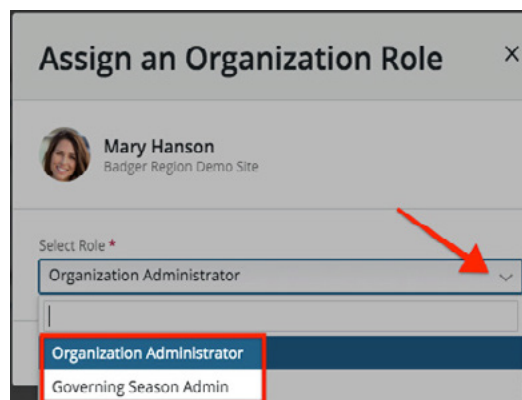 Assign an Organization Role
Mary Hanson
Badger Region Demo Site
Select Role *
Organization Administrator
Organization Administrator
Governing Season Admin